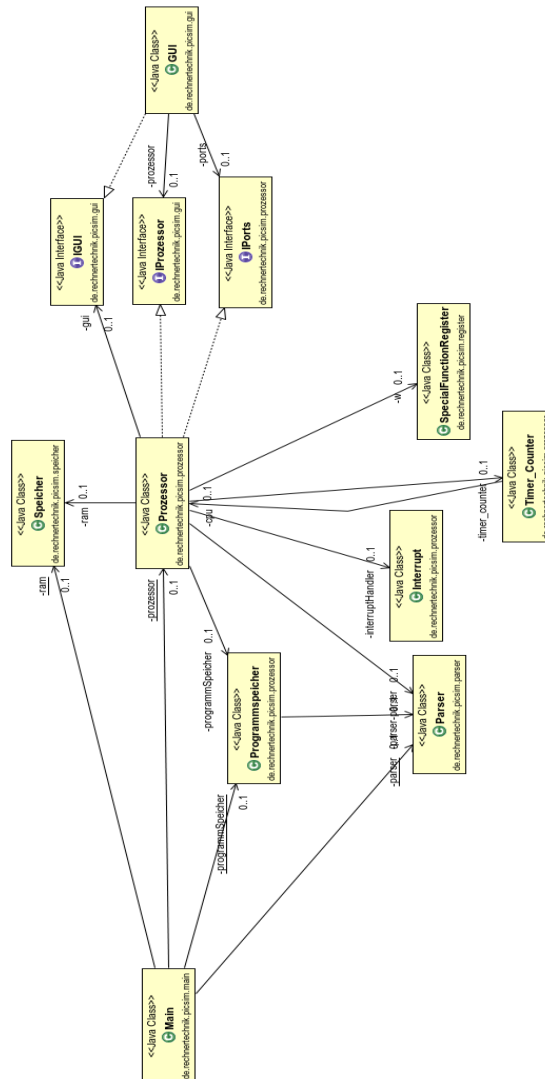 <<Java Class>>
GUI
de.rechnertechnik.picsim.gui
-prozessor
0..1
-ports
0..1
<<Java Interface>>
IGUI
de.rechnertechnik.picsim.gui
<<Java Interface>>
IProzessor
de.rechnertechnik.picsim.gui
<<Java Interface>>
IPorts
de.rechnertechnik.picsim.prozessor
-gui
0..1
<<Java Class>>
Speicher
de.rechnertechnik.picsim.speicher
-ram
0..1
-ram
0..1
<<Java Class>>
Prozessor
de.rechnertechnik.picsim.prozessor
-prozessor
0..1
-cpu
0..1
-w
0..1
<<Java Class>>
SpecialFunctionRegister
de.rechnertechnik.picsim.register
-timer_counter
0..1
<<Java Class>>
Timer_Counter
-interruptHandler
0..1
<<Java Class>>
Interrupt
de.rechnertechnik.picsim.prozessor
-programmSpeicher
0..1
<<Java Class>>
Programmspeicher
de.rechnertechnik.picsim.prozessor
-programmSpeicher
0..1
-parser
0..1
-parser
-parser
<<Java Class>>
Parser
de.rechnertechnik.picsim.parser
<<Java Class>>
Main
de.rechnertechnik.picsim.main